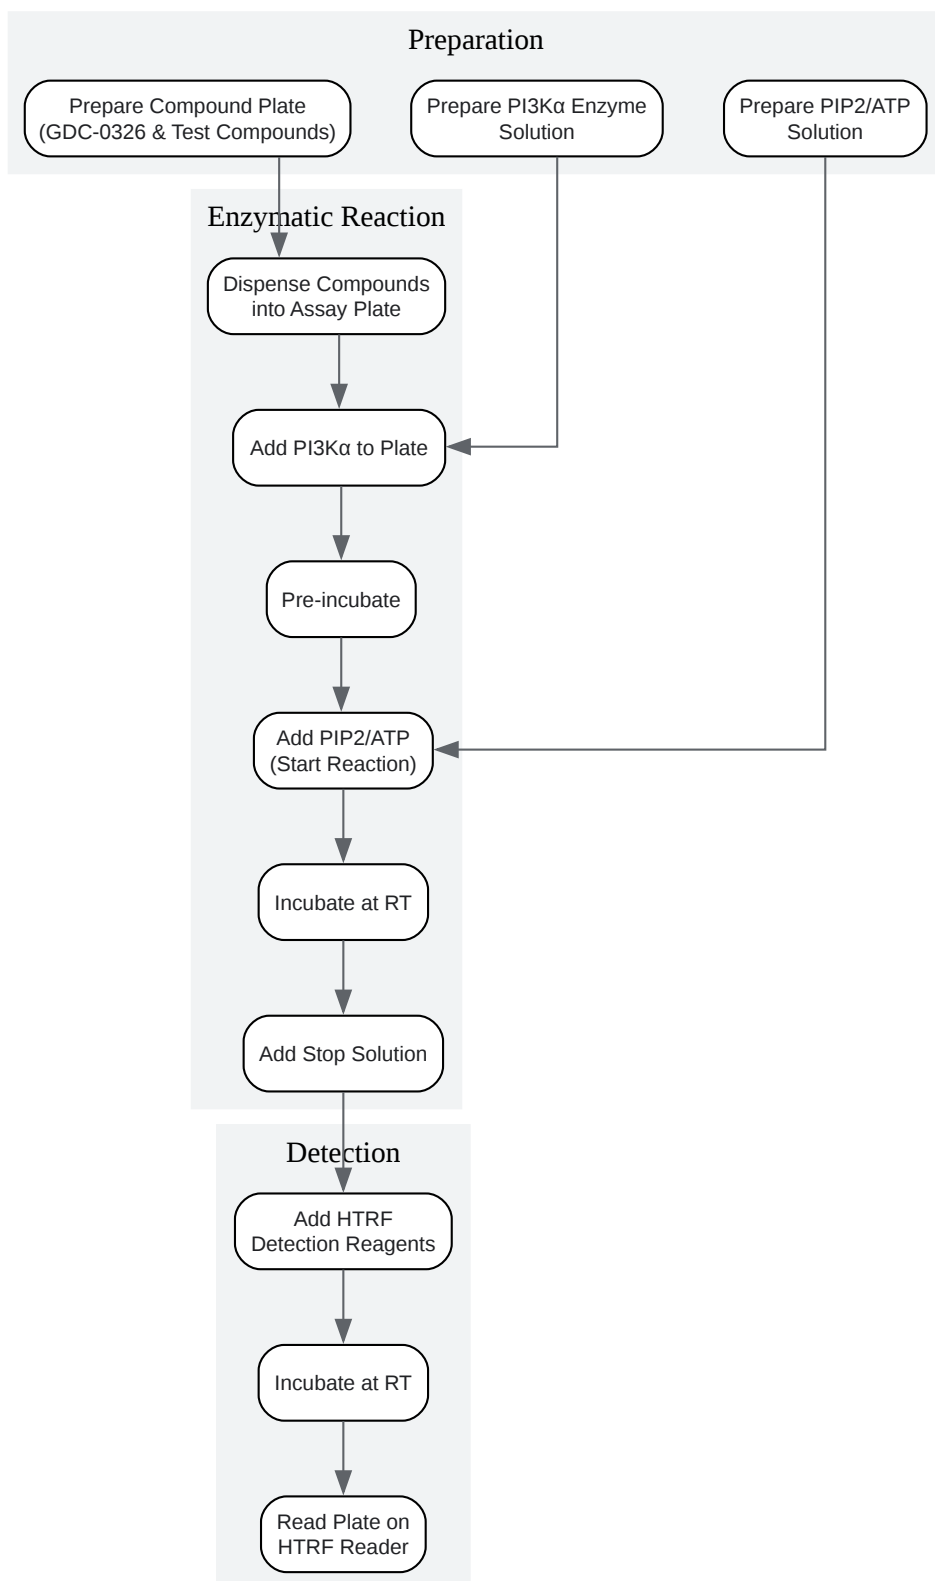 Preparation
Prepare Compound Plate
(GDC-0326 & Test Compounds)
Prepare PI3Kα Enzyme
Solution
Prepare PIP2/ATP
Solution
Enzymatic Reaction
Dispense Compounds
into Assay Plate
Add PI3Kα to Plate
Pre-incubate
Add PIP2/ATP
(Start Reaction)
Incubate at RT
Add Stop Solution
Detection
Add HTRF
Detection Reagents
Incubate at RT
Read Plate on
HTRF Reader